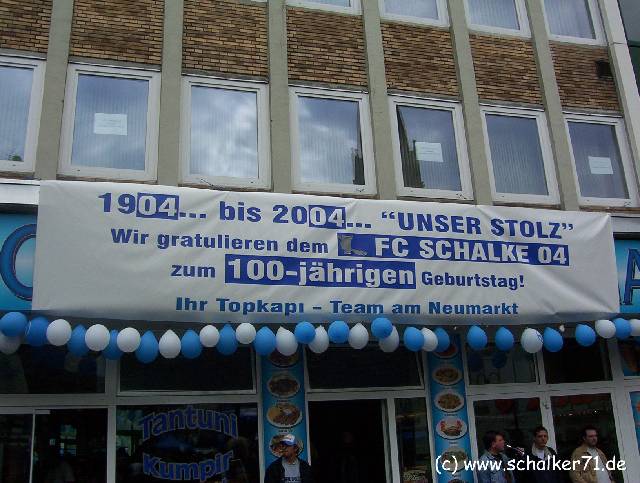 1904... bis 2004... "UNSER STOLZ"
Wir gratulieren dem FC SCHALKE 04
zum 100-jährigen Geburtstag!
Ihr Topkapı - Team am Neumarkt
Tantuni
Kumpir
(c) www.schalker71.de